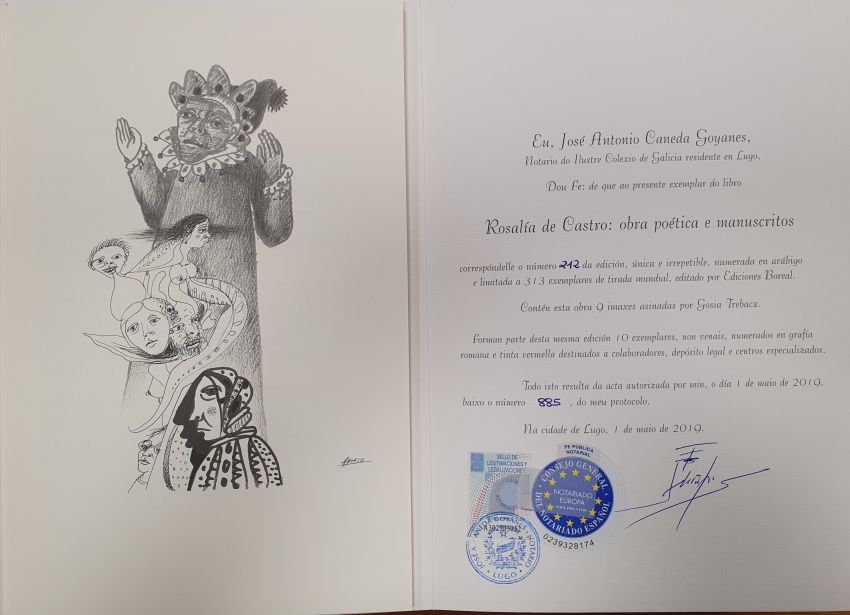 Eu, José Antonio Caneda Goyanes,
Notario do Ilustre Colexio de Galicia residente en Lugo,
Dou Fe: de que ao presente exemplar do libro
Rosalía de Castro: obra poética e manuscritos
correspóndelle o número 212 da edición, única e irrepetible, numerada en arábigo
e limitada a 313 exemplares de tirada mundial, editado por Ediciones Boreal.
Contén esta obra 9 imaxes asinadas por Gosia Trebacz.
Forman parte desta mesma edición 10 exemplares, non venais, numerados en grafía
romana e tinta vermella destinados a colaboradores, depósito legal e centros especializados.
Todo isto resulta da acta autorizada por min, o día 1 de maio de 2019,
baixo o número 885, do meu protocolo.
Na cidade de Lugo, 1 de maio de 2019.
FE PÚBLICA
NOTARIAL
SELLO DE
LEGITIMACIONES Y
LEGALIZACIONES
CONSEJO GENERAL
DEL NOTARIADO ESPAÑOL
NOTARIADO
EUROPA
0239328174
NOTARIO
LUGO